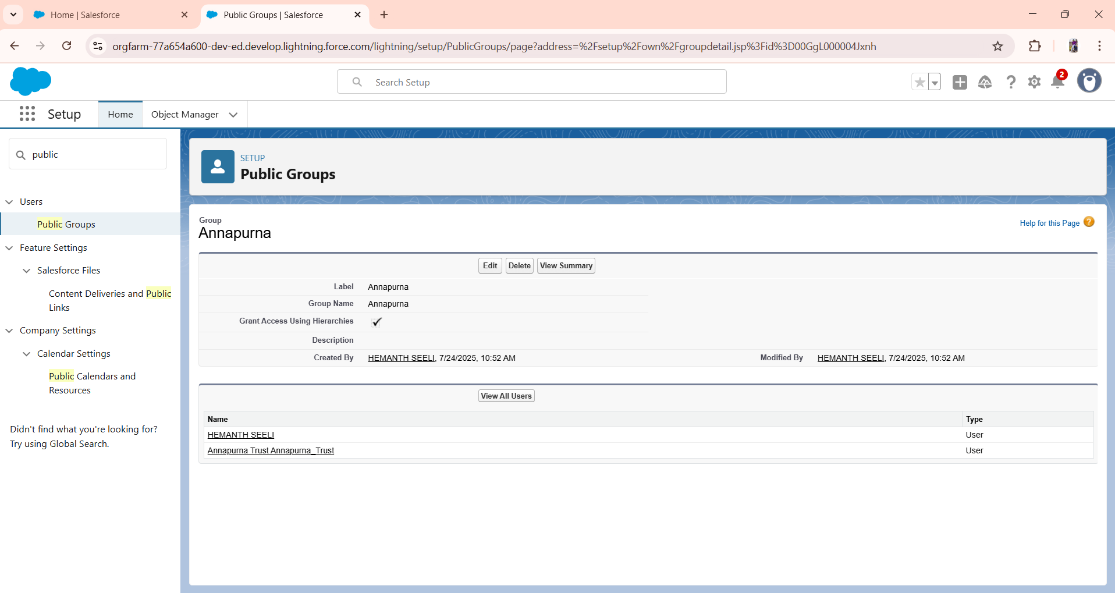 Home | Salesforce
Public Groups | Salesforce
orgfarm-77a654a600-dev-ed.develop.lightning.force.com/lightning/setup/PublicGroups/page?address=%2Fsetup%2Fown%2Fgroupdetail.jsp%3Fid%3D00GgL000004Jxnh
Search Setup
2
Setup
Home
Object Manager
public
Users
Public Groups
Feature Settings
Salesforce Files
Content Deliveries and Public
Links
Company Settings
Calendar Settings
Public Calendars and
Resources
Didn't find what you're looking for?
Try using Global Search.
SETUP
Public Groups
Group
Annapurna
Help for this Page ?
Edit Delete View Summary
Label Annapurna
Group Name Annapurna
Grant Access Using Hierarchies
Description
Created By HEMANTH SEELI, 7/24/2025, 10:52 AM Modified By HEMANTH SEELI, 7/24/2025, 10:52 AM
View All Users
Name Type
HEMANTH SEELI User
Annapurna Trust Annapurna_Trust User